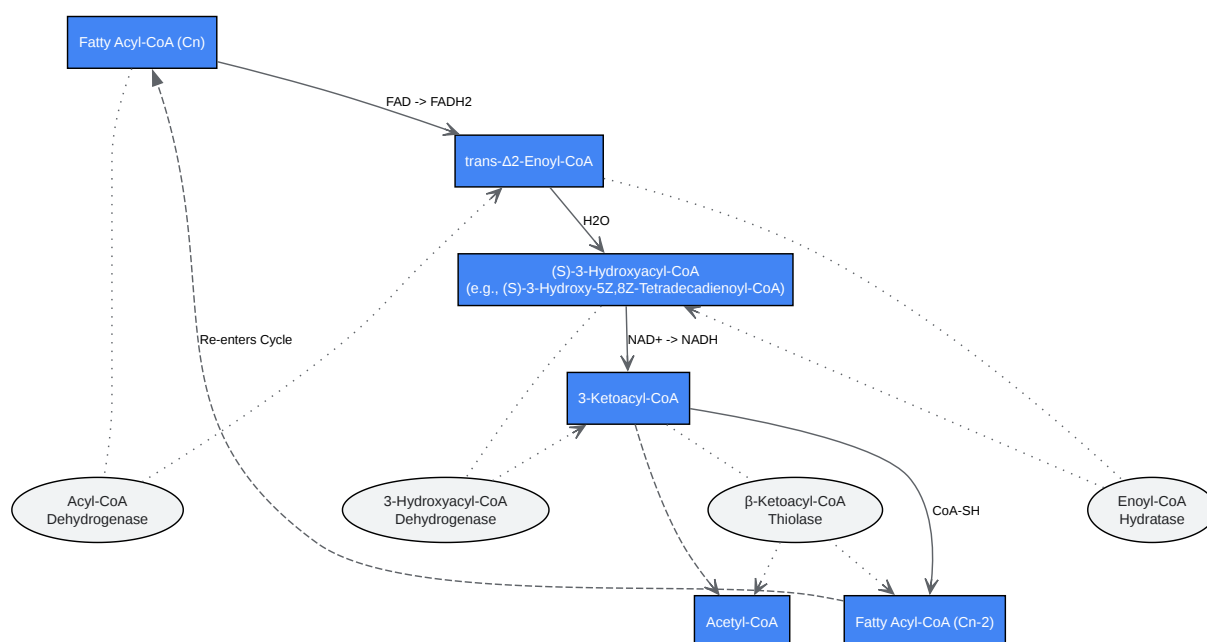 Fatty Acyl-CoA (Cn)
FAD -> FADH2
trans-Δ2-Enoyl-CoA
H2O
(S)-3-Hydroxyacyl-CoA
(e.g., (S)-3-Hydroxy-5Z,8Z-Tetradecadienoyl-CoA)
Re-enters Cycle
NAD+ -> NADH
3-Ketoacyl-CoA
Acyl-CoA
Dehydrogenase
3-Hydroxyacyl-CoA
Dehydrogenase
β-Ketoacyl-CoA
Thiolase
CoA-SH
Enoyl-CoA
Hydratase
Acetyl-CoA
Fatty Acyl-CoA (Cn-2)